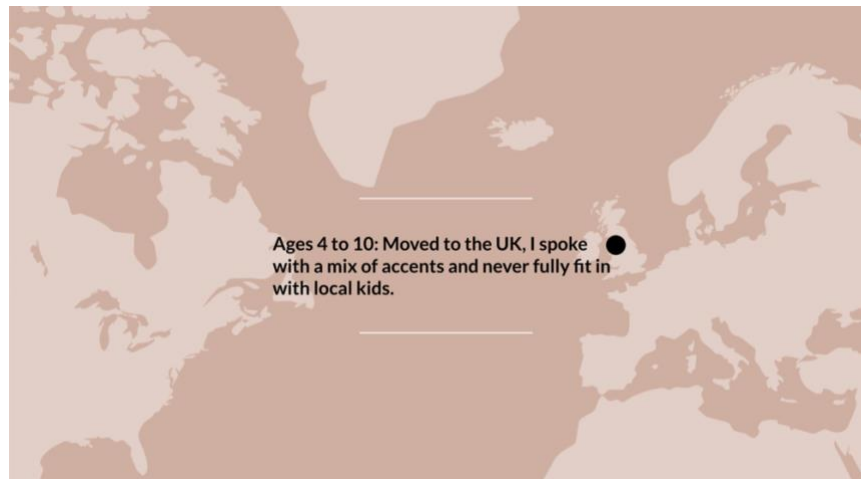 Ages 4 to 10: Moved to the UK, I spoke
with a mix of accents and never fully fit in
with local kids.